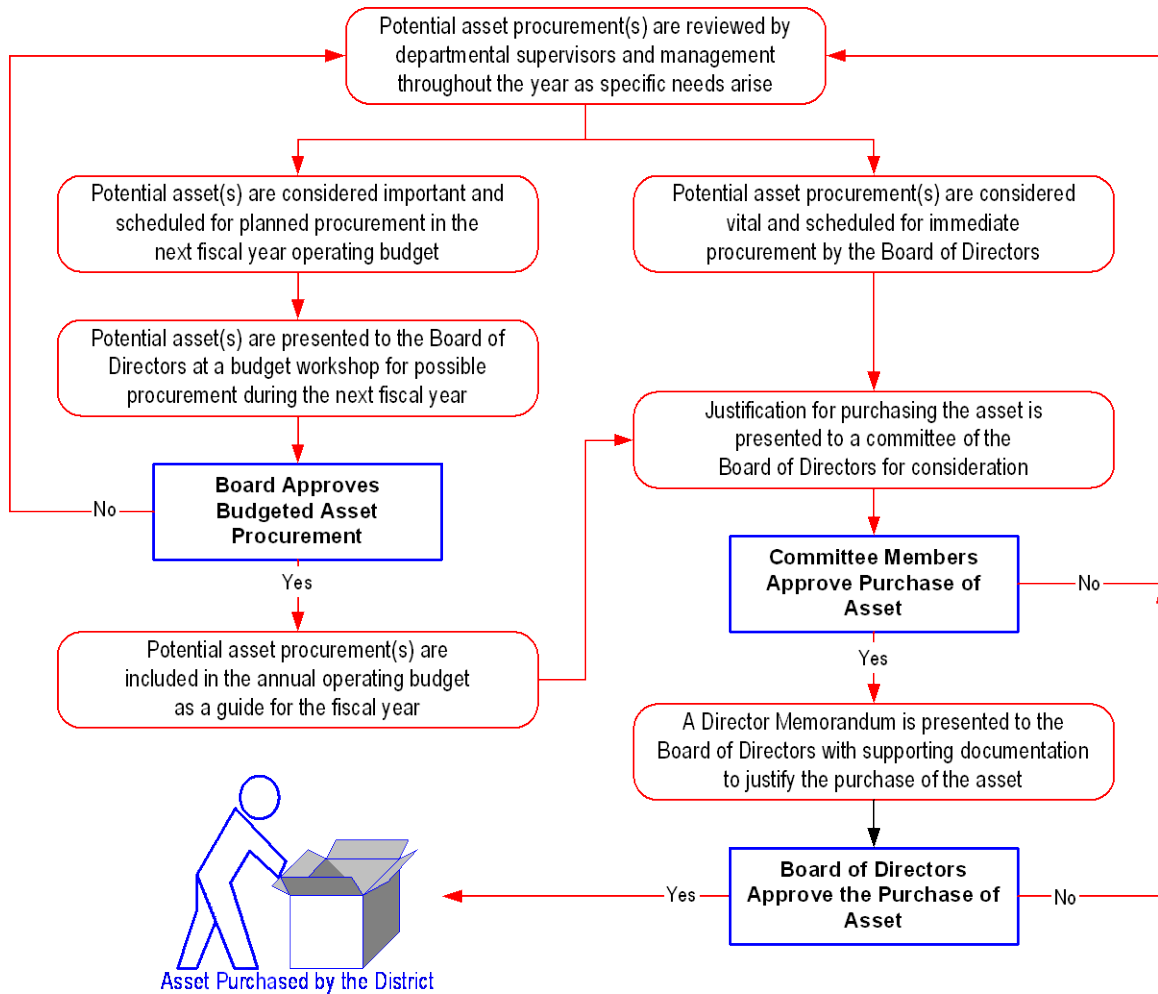 Potential asset procurement(s) are reviewed by
departmental supervisors and management
throughout the year as specific needs arise
Potential asset(s) are considered important and
scheduled for planned procurement in the
next fiscal year operating budget
Potential asset procurement(s) are considered
vital and scheduled for immediate
procurement by the Board of Directors
Potential asset(s) are presented to the Board of
Directors at a budget workshop for possible
procurement during the next fiscal year
Justification for purchasing the asset is
presented to a committee of the
Board of Directors for consideration
Board Approves
Budgeted Asset
Procurement
No
Yes
Committee Members
Approve Purchase of
Asset
No
Yes
Potential asset procurement(s) are
included in the annual operating budget
as a guide for the fiscal year
A Director Memorandum is presented to the
Board of Directors with supporting documentation
to justify the purchase of the asset
Board of Directors
Approve the Purchase of
Asset
Yes
No
Asset Purchased by the District